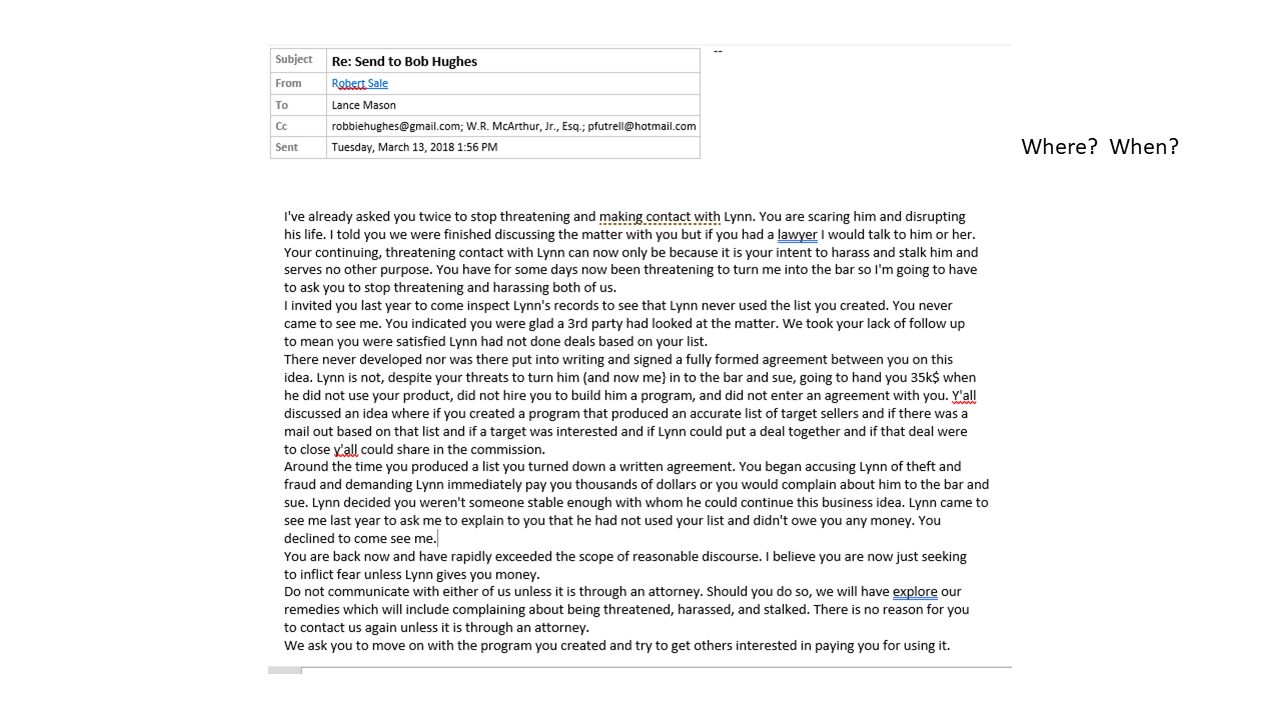 Subject Re: Send to Bob Hughes
--
From Robert Sale
To Lance Mason
Cc robbiehughes@gmail.com; W.R. McArthur, Jr., Esq.; pfutrell@hotmail.com
Sent Tuesday, March 13, 2018 1:56 PM
Where? When?
I've already asked you twice to stop threatening and making contact with Lynn. You are scaring him and disrupting
his life. I told you we were finished discussing the matter with you but if you had a lawyer I would talk to him or her.
Your continuing, threatening contact with Lynn can now only be because it is your intent to harass and stalk him and
serves no other purpose. You have for some days now been threatening to turn me into the bar so I'm going to have
to ask you to stop threatening and harassing both of us.
I invited you last year to come inspect Lynn's records to see that Lynn never used the list you created. You never
came to see me. You indicated you were glad a 3rd party had looked at the matter. We took your lack of follow up
to mean you were satisfied Lynn had not done deals based on your list.
There never developed nor was there put into writing and signed a fully formed agreement between you on this
idea. Lynn is not, despite your threats to turn him {and now me} in to the bar and sue, going to hand you 35k$ when
he did not use your product, did not hire you to build him a program, and did not enter an agreement with you. Y'all
discussed an idea where if you created a program that produced an accurate list of target sellers and if there was a
mail out based on that list and if a target was interested and if Lynn could put a deal together and if that deal were
to close y'all could share in the commission.
Around the time you produced a list you turned down a written agreement. You began accusing Lynn of theft and
fraud and demanding Lynn immediately pay you thousands of dollars or you would complain about him to the bar and
sue. Lynn decided you weren't someone stable enough with whom he could continue this business idea. Lynn came to
see me last year to ask me to explain to you that he had not used your list and didn't owe you any money. You
declined to come see me.
You are back now and have rapidly exceeded the scope of reasonable discourse. I believe you are now just seeking
to inflict fear unless Lynn gives you money.
Do not communicate with either of us unless it is through an attorney. Should you do so, we will have explore our
remedies which will include complaining about being threatened, harassed, and stalked. There is no reason for you
to contact us again unless it is through an attorney.
We ask you to move on with the program you created and try to get others interested in paying you for using it.